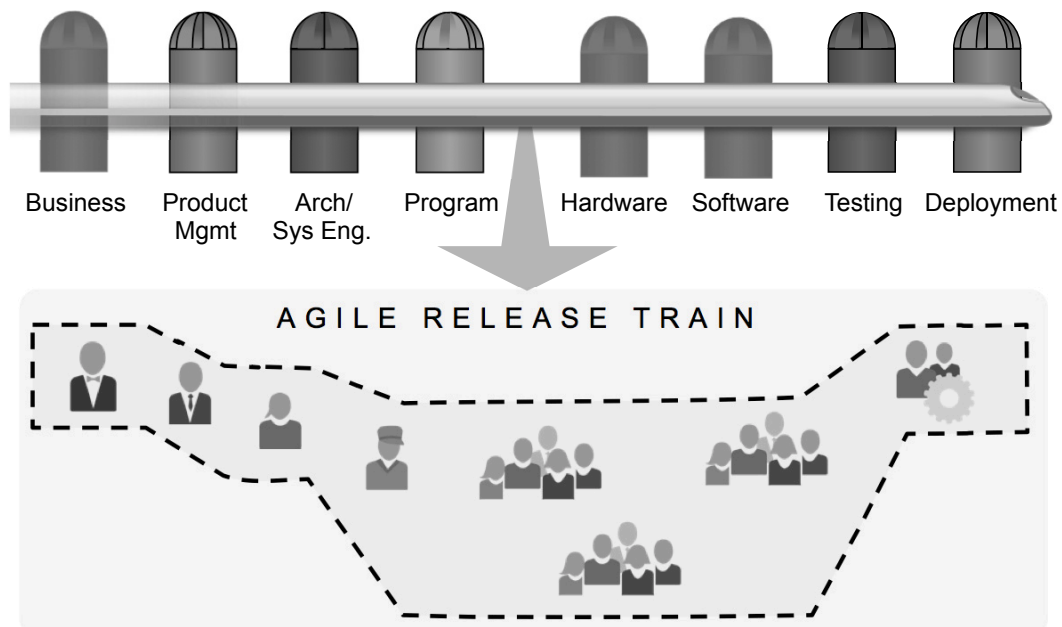 Business
Product
Mgmt
Arch/
Sys Eng.
Program
Hardware
Software
Testing
Deployment
AGILE RELEASE TRAIN